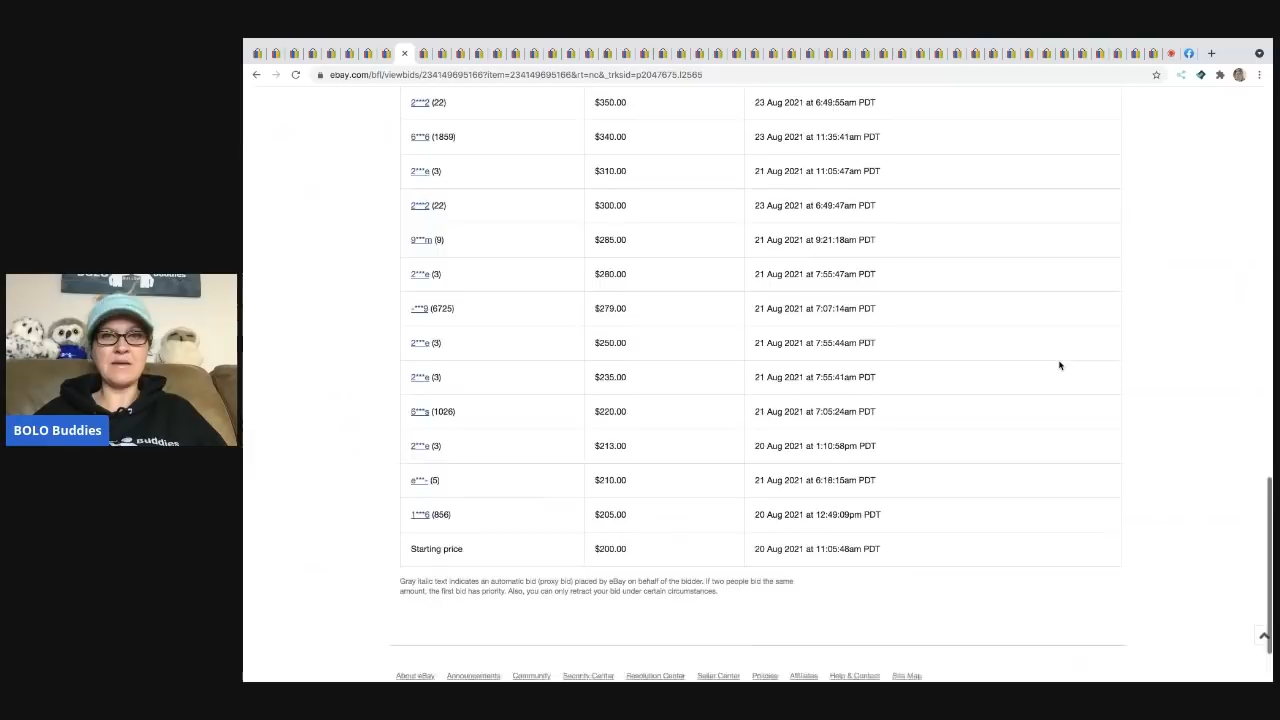 ebay.com/bfl/viewbids/234149695166?item=234149695166&rt=nc&_trksid=p2047675.l2565
2***2 (22) $350.00 23 Aug 2021 at 6:49:55am PDT
6***6 (1859) $340.00 23 Aug 2021 at 11:35:41am PDT
2***e (3) $310.00 21 Aug 2021 at 11:05:47am PDT
2***2 (22) $300.00 23 Aug 2021 at 6:49:47am PDT
9***m (9) $285.00 21 Aug 2021 at 9:21:18am PDT
2***e (3) $280.00 21 Aug 2021 at 7:55:47am PDT
-***9 (6725) $279.00 21 Aug 2021 at 7:07:14am PDT
2***e (3) $250.00 21 Aug 2021 at 7:55:44am PDT
2***e (3) $235.00 21 Aug 2021 at 7:55:41am PDT
6***s (1026) $220.00 21 Aug 2021 at 7:05:24am PDT
2***e (3) $213.00 20 Aug 2021 at 1:10:58pm PDT
e***- (5) $210.00 21 Aug 2021 at 6:18:15am PDT
1***6 (856) $205.00 20 Aug 2021 at 12:49:09pm PDT
Starting price $200.00 20 Aug 2021 at 11:05:48am PDT
Gray italic text indicates an automatic bid (proxy bid) placed by eBay on behalf of the bidder. If two people bid the same
amount, the first bid has priority. Also, you can only retract your bid under certain circumstances.
About eBay Announcements Community Security Center Resolution Center Seller Center Policies Affiliates Help & Contact Site Map
Buddies
BOLO Buddies
Buddies